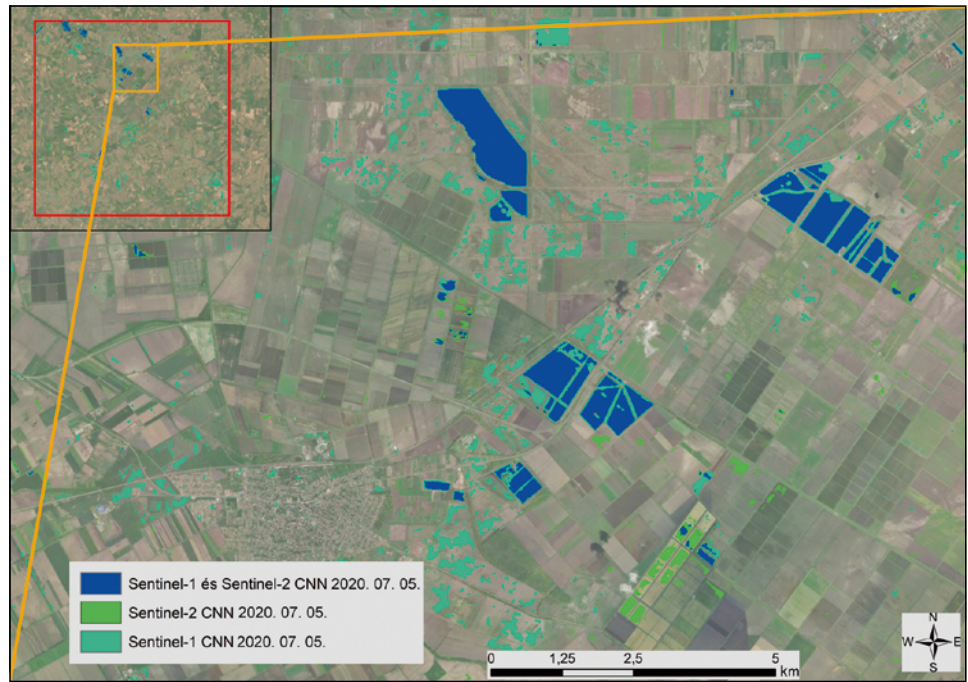 Sentinel-1 és Sentinel-2 CNN 2020. 07. 05.
Sentinel-2 CNN 2020. 07. 05.
Sentinel-1 CNN 2020. 07. 05.
N
W E
S
0 1,25 2,5 5
km